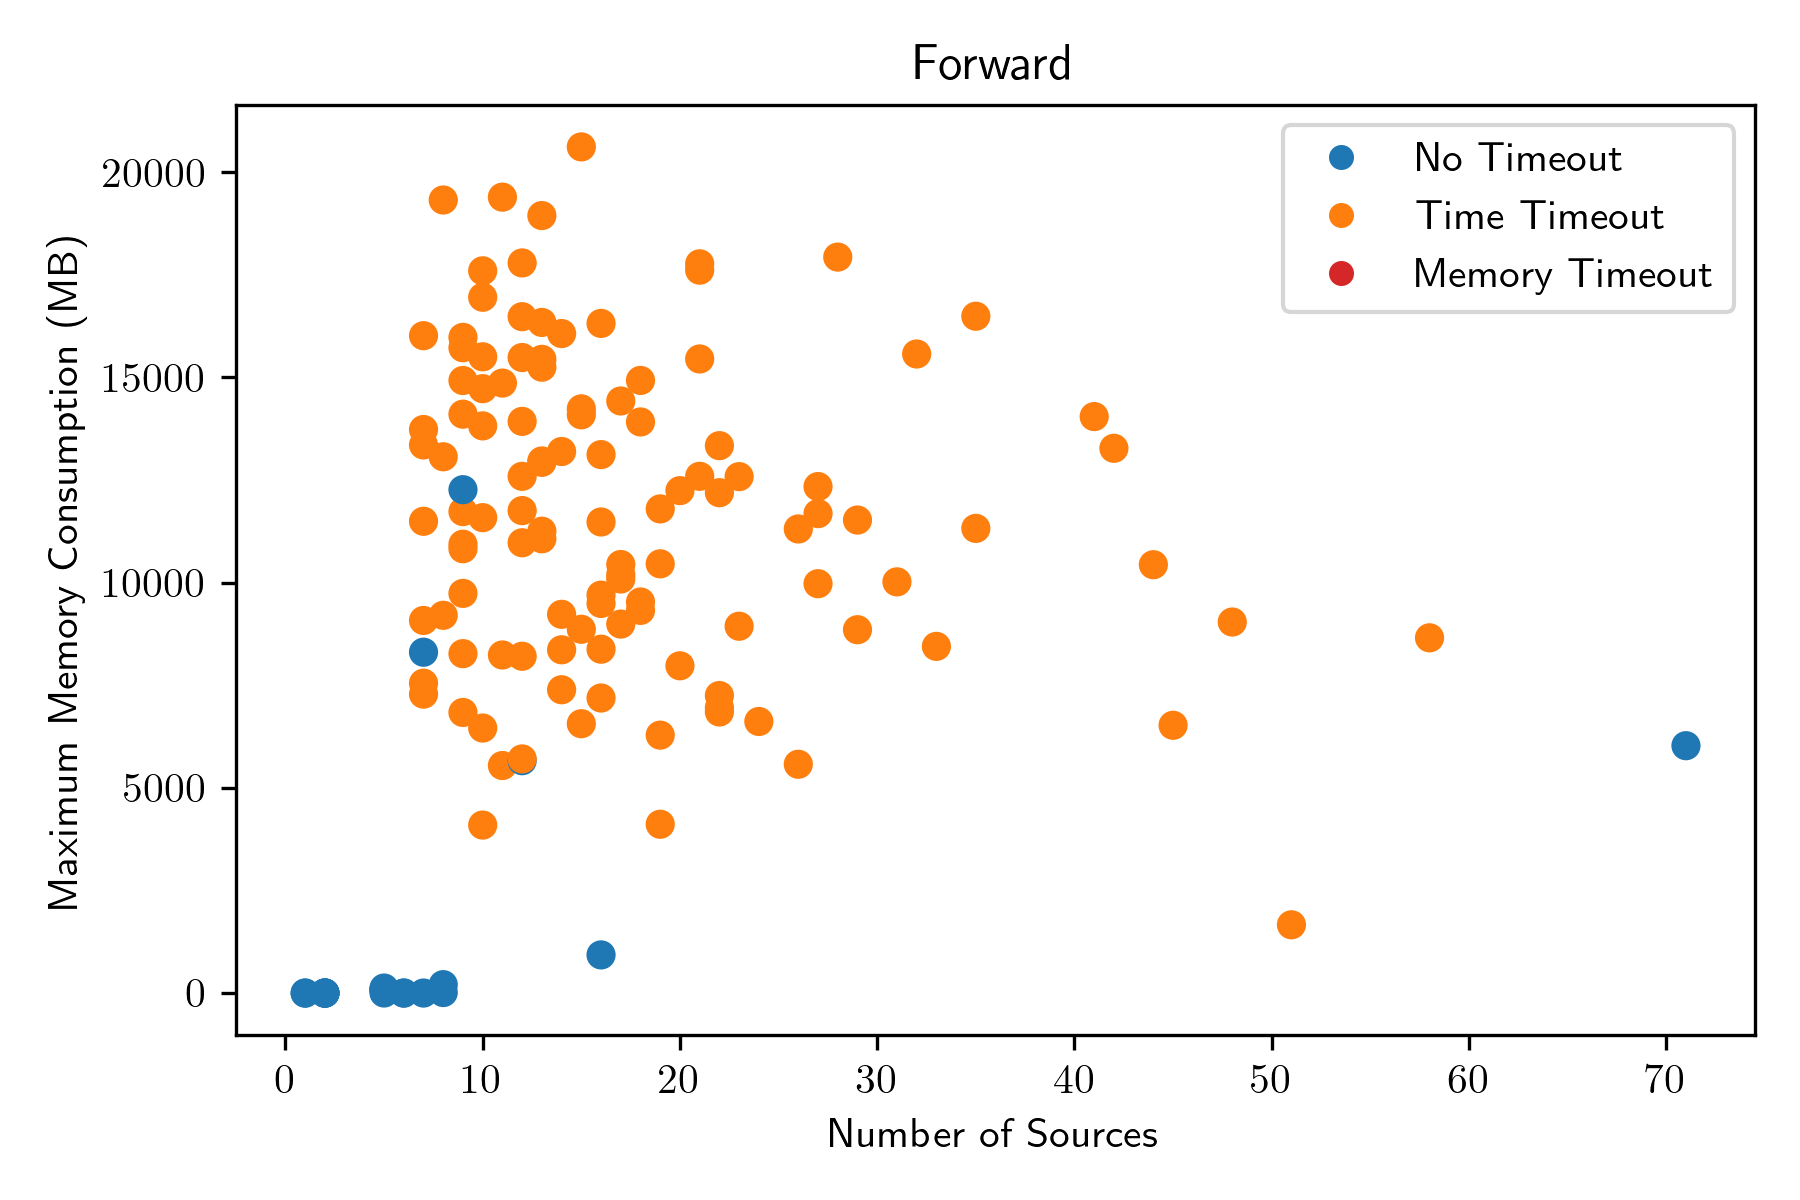 Forward
No Timeout
Time Timeout
Memory Timeout
Maximum Memory Consumption (MB)
20000
15000
10000
5000
0
0 10 20 30 40 50 60 70
Number of Sources